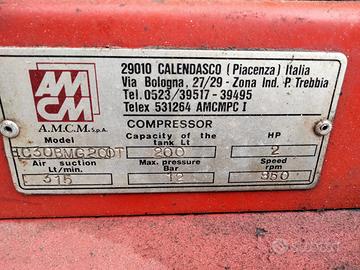 AM
CM
A.M.C.M. S.p.A.
29010 CALENDASCO (Piacenza) Italia
Via Bologna, 27/29 - Zona Ind. P. Trebbia
Tel. 0523/39517 - 39495
Telex 531264 AMCMPC I
COMPRESSOR
Model
Capacity of the tank Lt
HP
200
2
Air suction Lt/min.
Max. pressure Bar
Speed rpm
315
12
950
subito